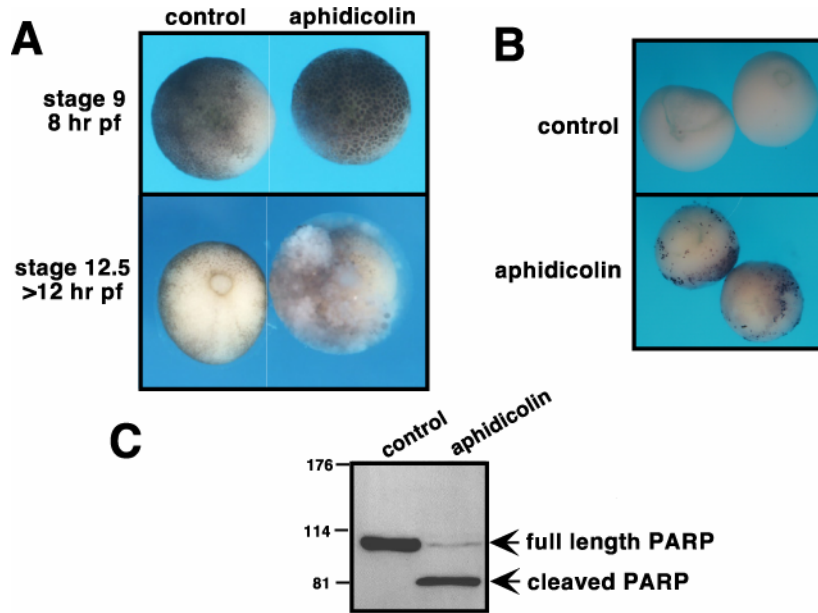 A
control aphidicolin
stage 9
8 hr pf
stage 12.5
>12 hr pf
B
control
aphidicolin
C
control
aphidicolin
176
114
81
full length PARP
cleaved PARP